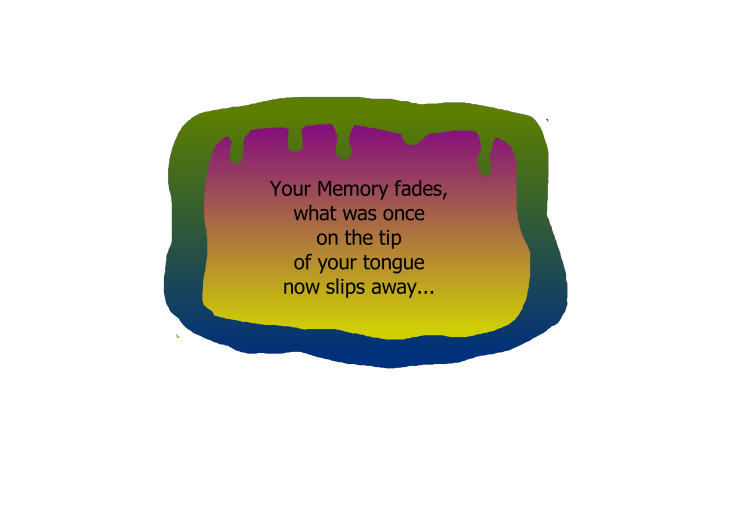 Your Memory fades,
what was once
on the tip
of your tongue
now slips away...